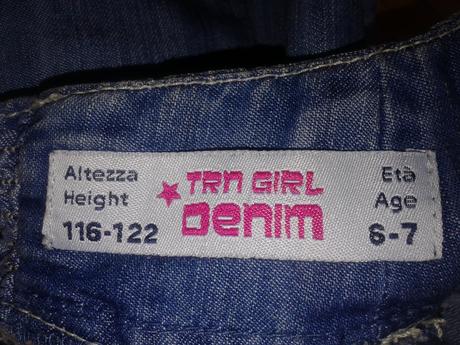 Altezza
Height
116-122
TRN GIRL
Denim
Età
Age
6-7